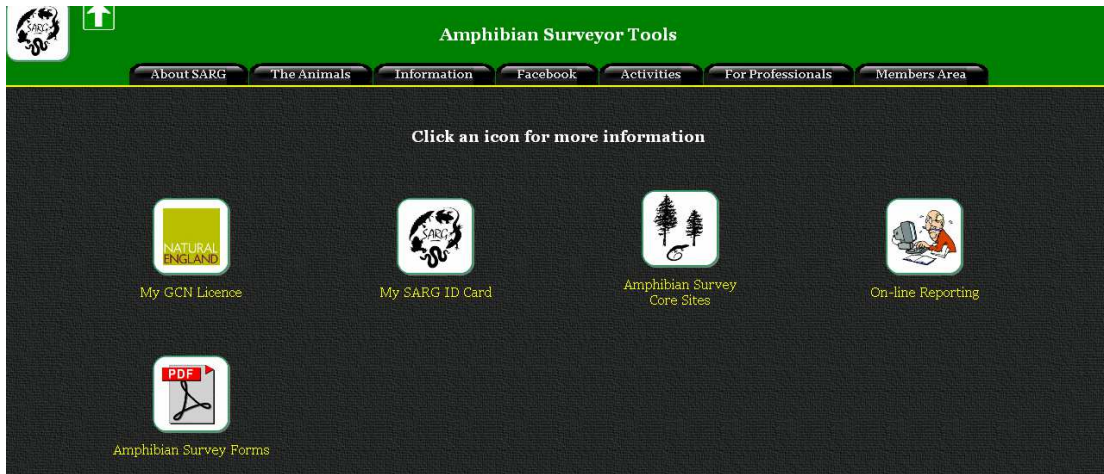 SARG
Amphibian Surveyor Tools
About SARG The Animals Information Facebook Activities For Professionals Members Area
Click an icon for more information
NATURAL
ENGLAND
My GCN Licence
SARG
My SARG ID Card
Amphibian Survey
Core Sites
On-line Reporting
PDF
Amphibian Survey Forms